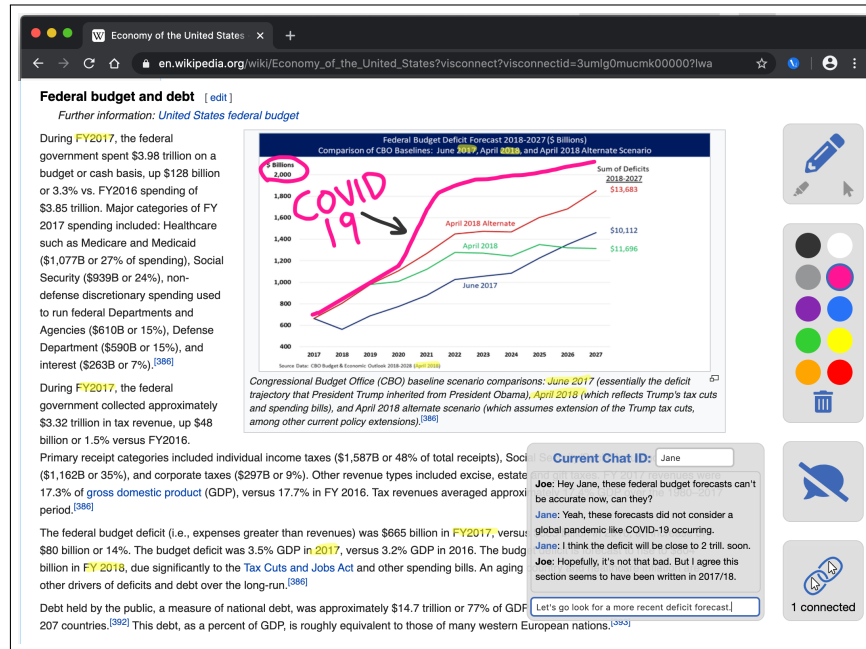 W Economy of the United States
en.wikipedia.org/wiki/Economy_of_the_United_States?visconnect?visconnectid=3umlg0mucmk00000?lwa
Federal budget and debt [ edit ]
Further information: United States federal budget
During FY2017, the federal
government spent $3.98 trillion on a
budget or cash basis, up $128 billion
or 3.3% vs. FY2016 spending of
$3.85 trillion. Major categories of FY
2017 spending included: Healthcare
such as Medicare and Medicaid
($1,077B or 27% of spending), Social
Security ($939B or 24%), non-
defense discretionary spending used
to run federal Departments and
Agencies ($610B or 15%), Defense
Department ($590B or 15%), and
interest ($263B or 7%).[386]
During FY2017, the federal
government collected approximately
$3.32 trillion in tax revenue, up $48
billion or 1.5% versus FY2016.
Federal Budget Deficit Forecast 2018-2027 ($ Billions)
Comparison of CBO Baselines: June 2017, April 2018, and April 2018 Alternate Scenario
$ Billions
2,000
1,800
1,600
1,400
1,200
1,000
800
600
400
COVID
19
Sum of Deficits
2018-2027
$13,683
$10,112
$11,696
April 2018 Alternate
April 2018
June 2017
2017 2018 2019 2020 2021 2022 2023 2024 2025 2026 2027
Source Data: CBO Budget & Economic Outlook 2018-2028 (April 2018)
Congressional Budget Office (CBO) baseline scenario comparisons: June 2017 (essentially the deficit
trajectory that President Trump inherited from President Obama), April 2018 (which reflects Trump's tax cuts
and spending bills), and April 2018 alternate scenario (which assumes extension of the Trump tax cuts,
among other current policy extensions).[386]
Primary receipt categories included individual income taxes ($1,587B or 48% of total receipts), Soci
($1,162B or 35%), and corporate taxes ($297B or 9%). Other revenue types included excise, estate and gift taxes. FY 2017 revenues were
17.3% of gross domestic product (GDP), versus 17.7% in FY 2016. Tax revenues averaged approxi 1980-2017
period.[386]
The federal budget deficit (i.e., expenses greater than revenues) was $665 billion in FY2017, versu
$80 billion or 14%. The budget deficit was 3.5% GDP in 2017, versus 3.2% GDP in 2016. The budg
billion in FY 2018, due significantly to the Tax Cuts and Jobs Act and other spending bills. An aging
other drivers of deficits and debt over the long-run.[386]
Debt held by the public, a measure of national debt, was approximately $14.7 trillion or 77% of GDP
207 countries.[392] This debt, as a percent of GDP, is roughly equivalent to those of many western European nations.[393]
Current Chat ID: Jane
Joe: Hey Jane, these federal budget forecasts can't
be accurate now, can they?
Jane: Yeah, these forecasts did not consider a
global pandemic like COVID-19 occurring.
Jane: I think the deficit will be close to 2 trill. soon.
Joe: Hopefully, it's not that bad. But I agree this
section seems to have been written in 2017/18.
Let's go look for a more recent deficit forecast.
1 connected